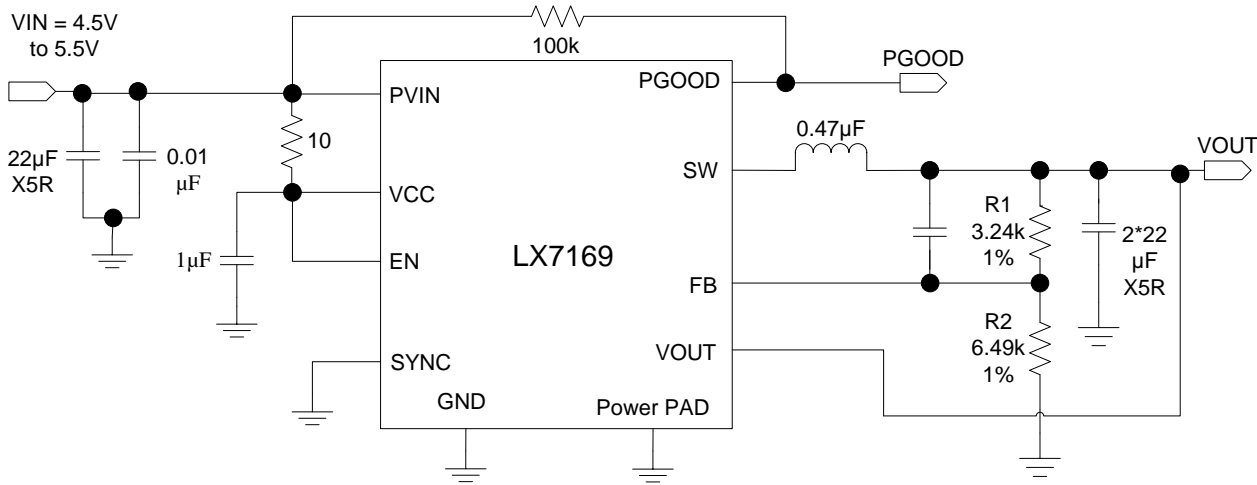 VIN = 4.5V
to 5.5V
100k
PGOOD
PVIN
PGOOD
10
22µF
X5R
0.01
µF
0.47µF
VOUT
SW
VCC
R1
3.24k
1%
2*22
µF
X5R
1µF
EN
LX7169
FB
R2
6.49k
1%
VOUT
SYNC
GND
Power PAD